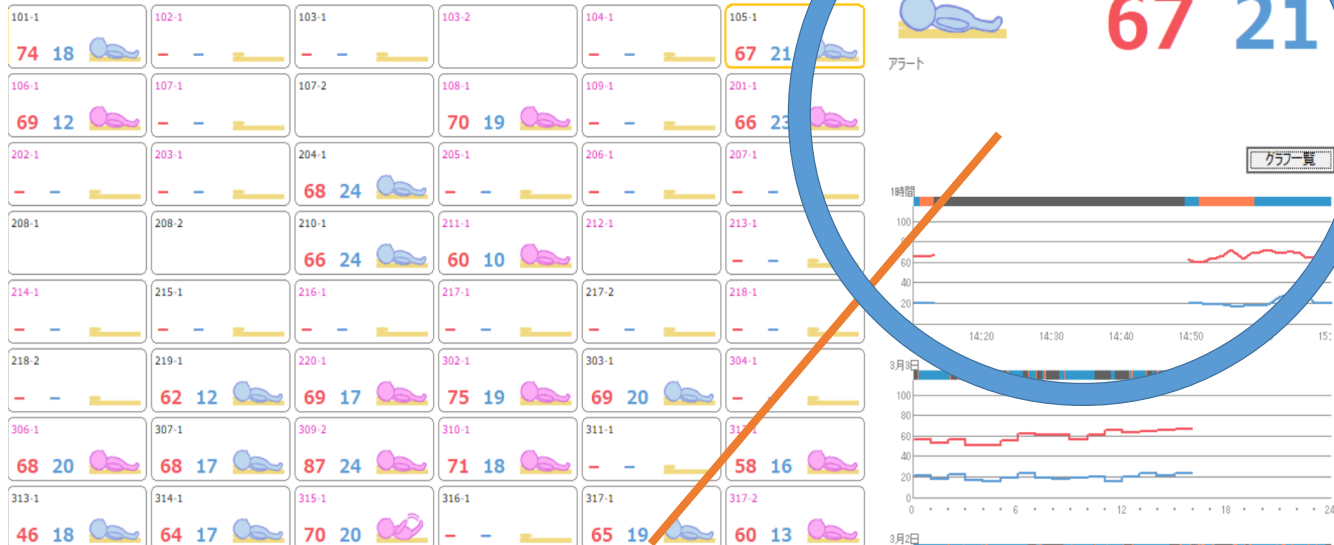 101-1 102-1 103-1 103-2 104-1 105-1
74 18 – – – – – – 67 21
106-1 107-1 107-2 108-1 109-1 201-1
69 12 – – 70 19 – – 66 23
202-1 203-1 204-1 205-1 206-1 207-1
– – – – 68 24 – – – – – –
208-1 208-2 210-1 211-1 212-1 213-1
66 24 60 10 – –
214-1 215-1 216-1 217-1 217-2 218-1
– – – – – – – – – – – –
218-2 219-1 220-1 302-1 303-1 304-1
– – 62 12 69 17 75 19 69 20 –
306-1 307-1 309-2 310-1 311-1
68 20 68 17 87 24 71 18 – – 58 16
313-1 314-1 315-1 316-1 317-1 317-2
46 18 64 17 70 20 – – 65 19 60 13
67 21
アラート
グラフ一覧
1時間
100
60
40
20
14:20 14:30 14:40 14:50 15:
3月3日
100
80
60
40
20
0
0 6 12 18 24
3月2日